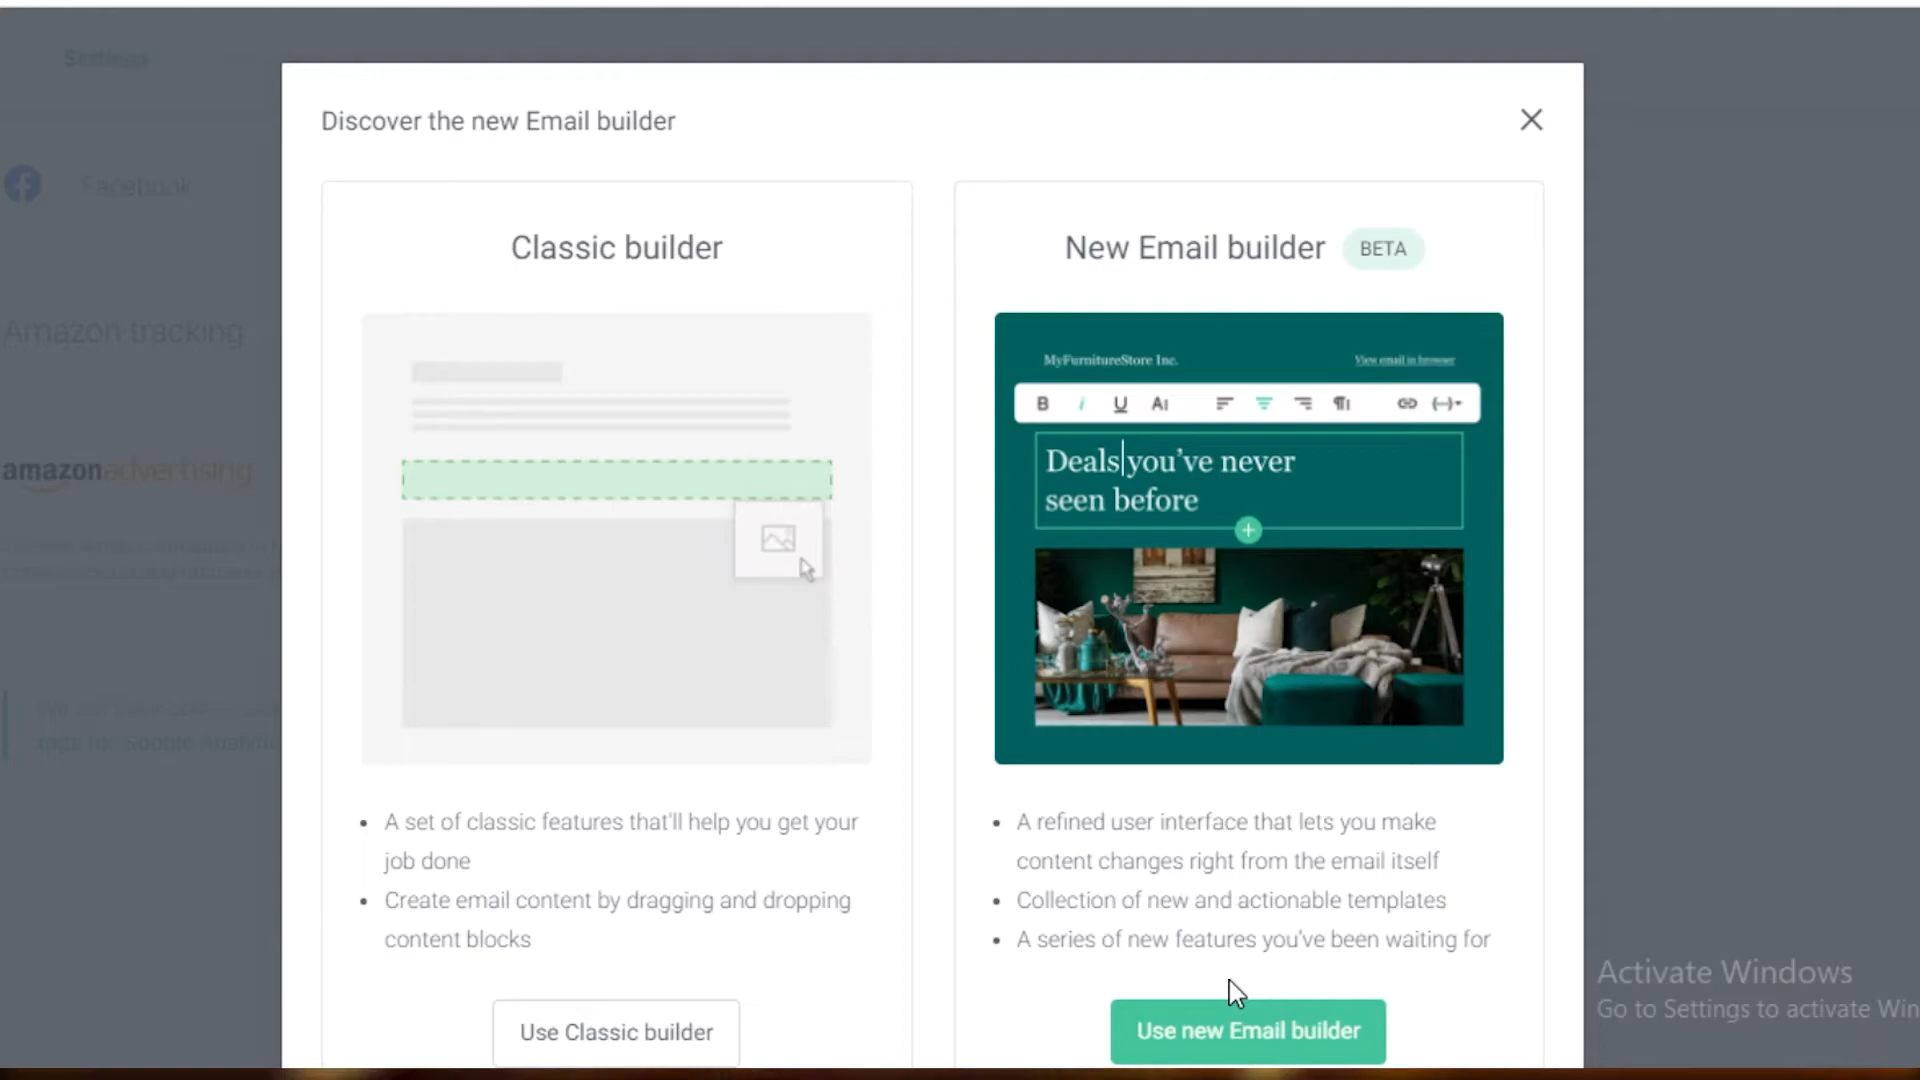 Settings
Discover the new Email builder
Facebook
Classic builder
New Email builder BETA
Amazon tracking
MyFurnitureStore Inc. View email in browser
B i U
Deals you've never
seen before
amazonadvertising
A set of classic features that'll help you get your
job done
Create email content by dragging and dropping
content blocks
A refined user interface that lets you make
content changes right from the email itself
Collection of new and actionable templates
A series of new features you've been waiting for
Use Classic builder
Use new Email builder
Activate Windows
Go to Settings to activate Win